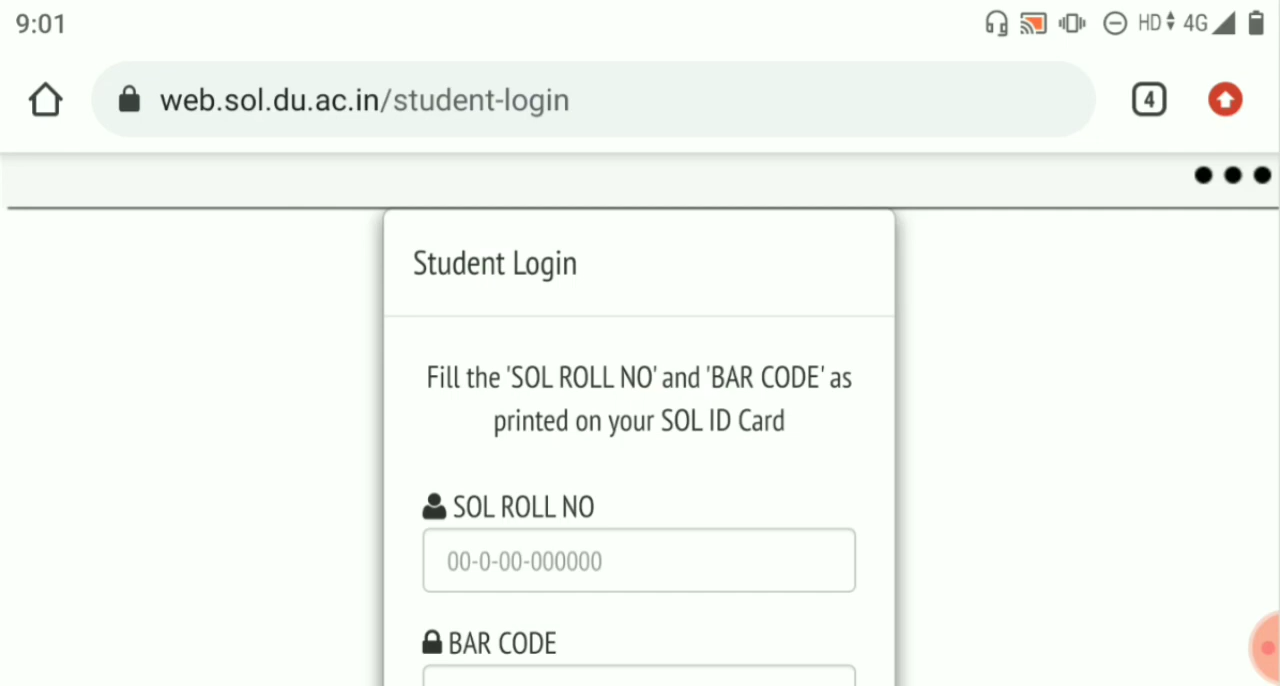 9:01 HD 4G
web.sol.du.ac.in/student-login 4
Student Login
Fill the 'SOL ROLL NO' and 'BAR CODE' as
printed on your SOL ID Card
SOL ROLL NO
00-0-00-000000
BAR CODE